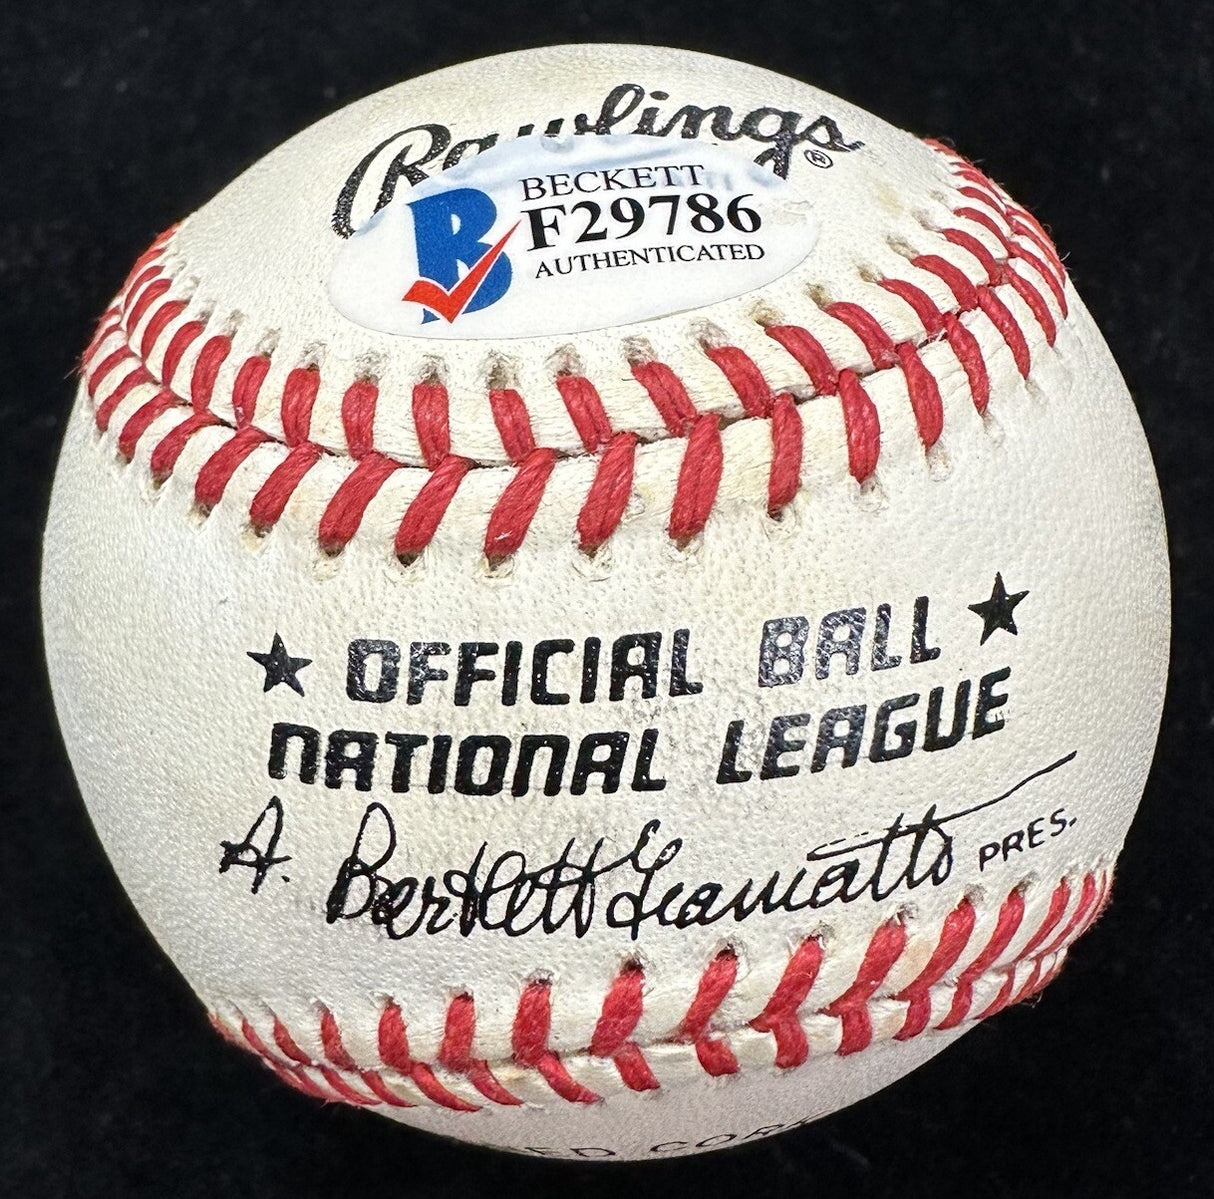 Rawlings®
BECKETT
F29786
AUTHENTICATED
★ OFFICIAL BALL ★
NATIONAL LEAGUE
A. Bartlett Giamatti PRES.